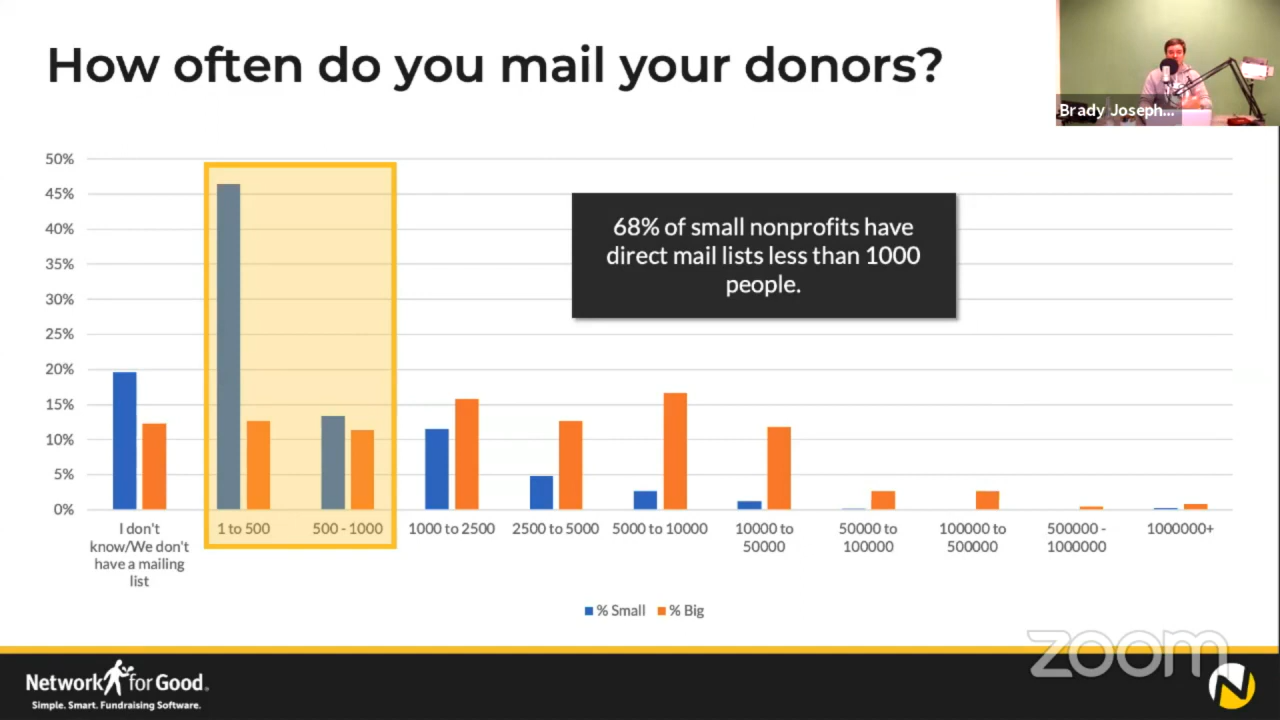 How often do you mail your donors?
Brady Joseph...
50%
45%
40%
35%
30%
25%
20%
15%
10%
5%
0%
68% of small nonprofits have
direct mail lists less than 1000
people.
I don't
know/We don't
have a mailing
list
1 to 500
500 - 1000
1000 to 2500
2500 to 5000
5000 to 10000
10000 to
50000
50000 to
100000
100000 to
500000
500000 -
1000000
1000000+
% Small % Big
zoom
Network for Good.
Simple. Smart. Fundraising Software.
N